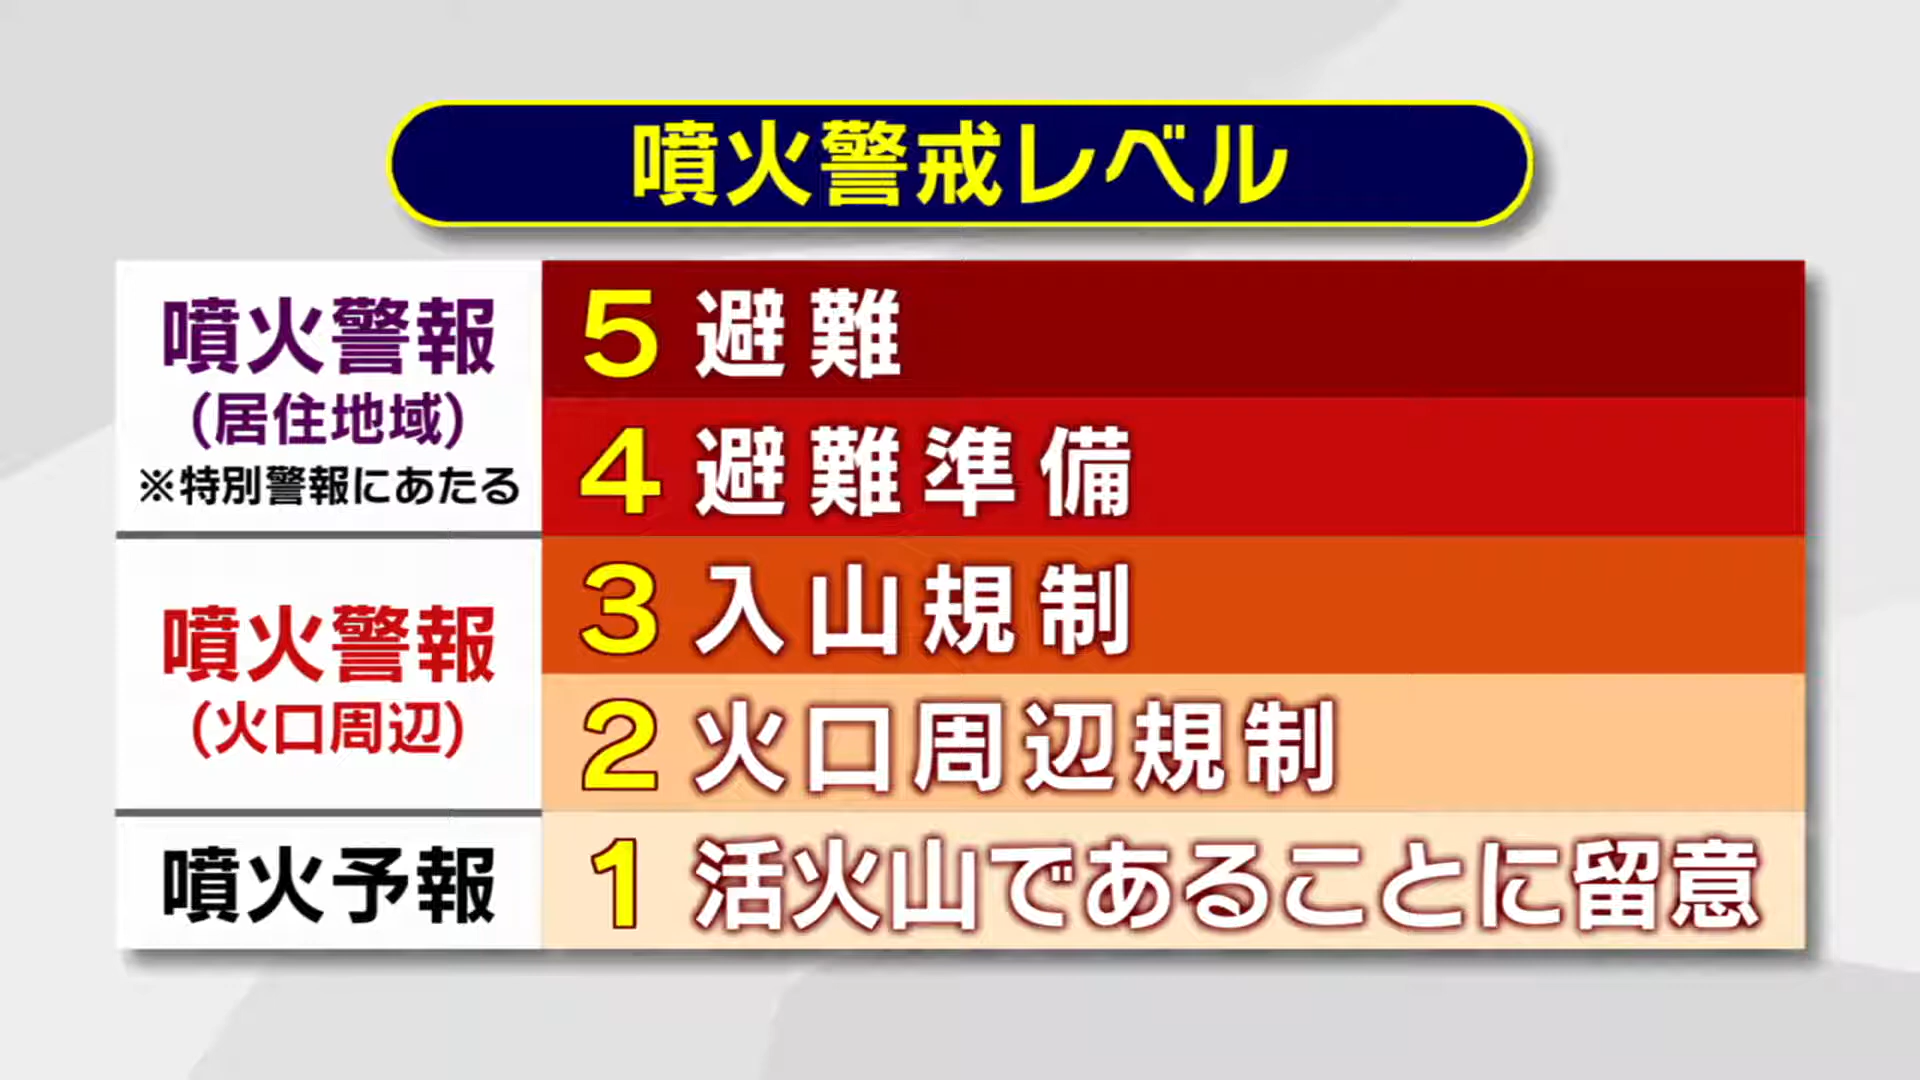 噴火警戒レベル
噴火警報
(居住地域)
※特別警報にあたる
5 避難
4 避難準備
噴火警報
(火口周辺)
3 入山規制
2 火口周辺規制
噴火予報
1 活火山であることに留意